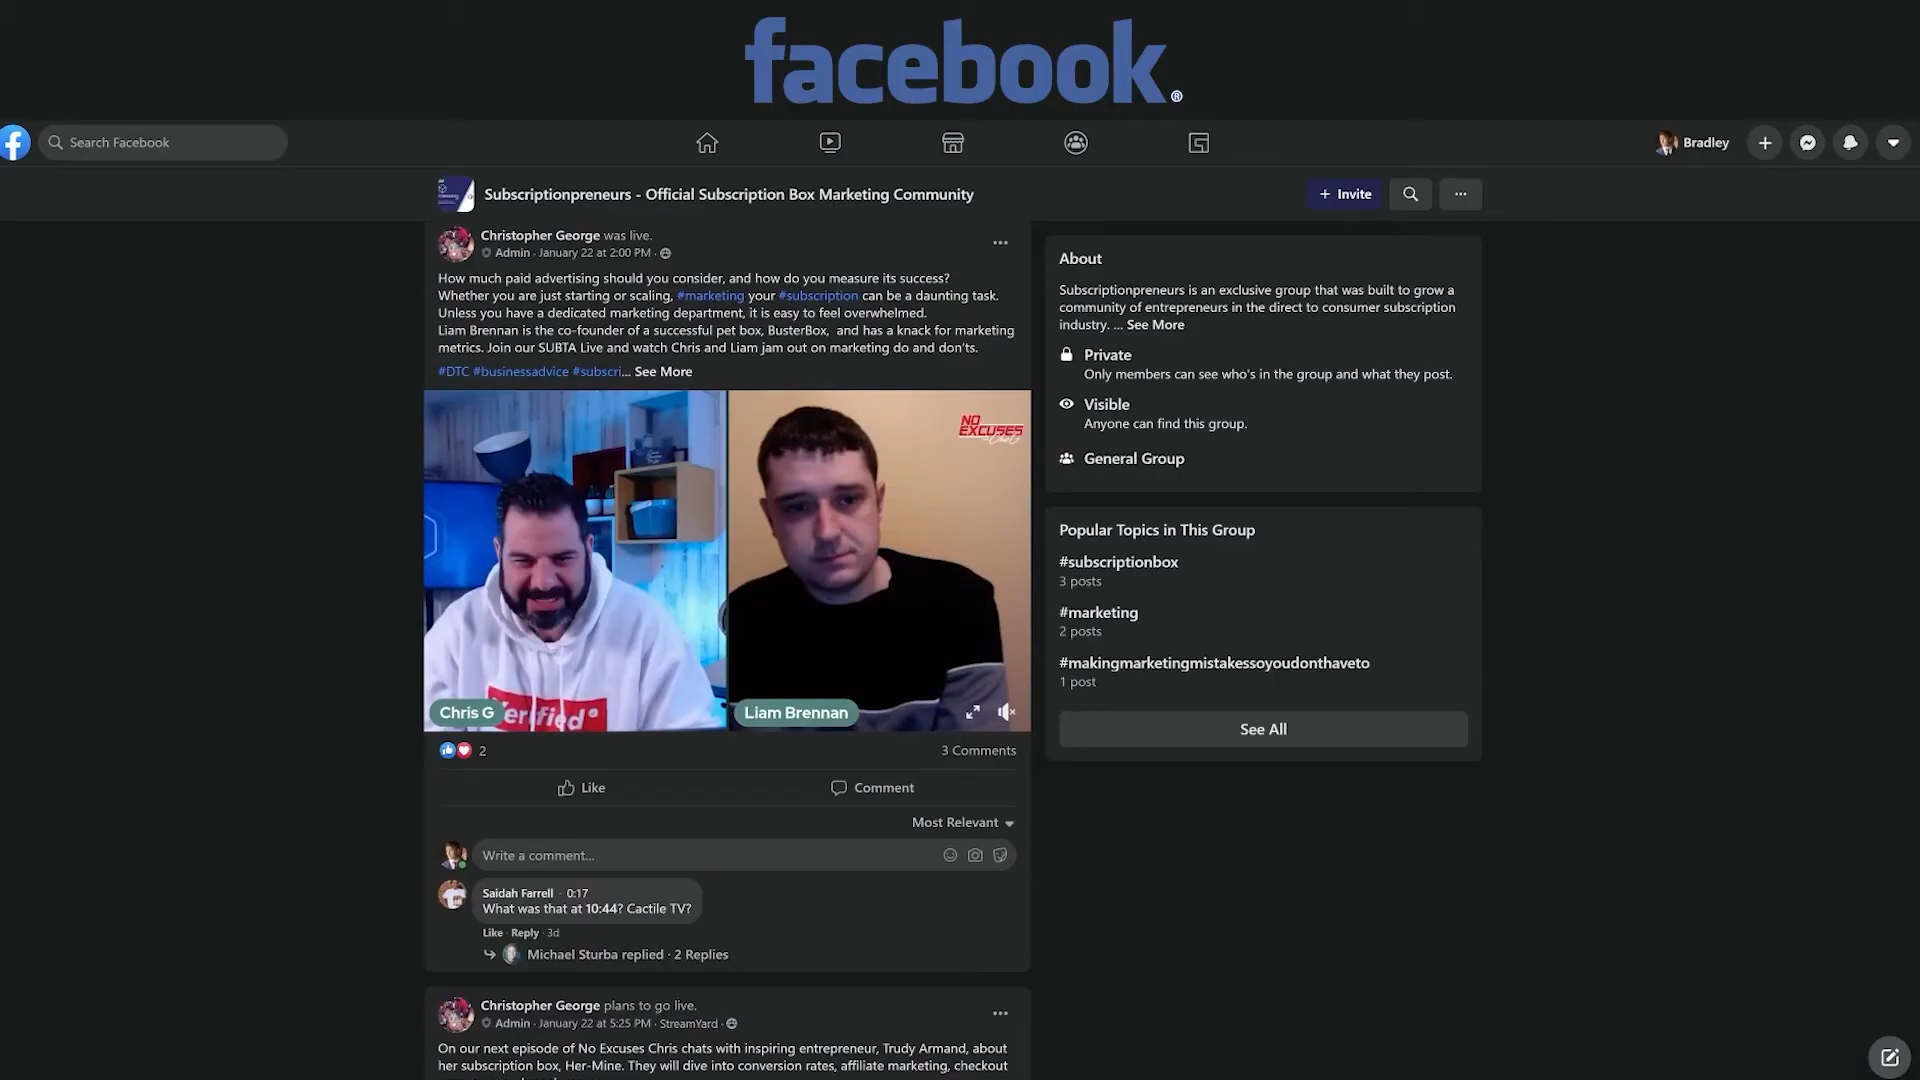 facebook®
Search Facebook
Bradley
Subscriptionpreneurs - Official Subscription Box Marketing Community
+ Invite
Christopher George was live.
Admin · January 22 at 2:00 PM ·
How much paid advertising should you consider, and how do you measure its success?
Whether you are just starting or scaling, #marketing your #subscription can be a daunting task.
Unless you have a dedicated marketing department, it is easy to feel overwhelmed.
Liam Brennan is the co-founder of a successful pet box, BusterBox, and has a knack for marketing
metrics. Join our SUBTA Live and watch Chris and Liam jam out on marketing do and don'ts.
#DTC #businessadvice #subscri... See More
NO
EXCUSES
erified
Chris G
Liam Brennan
2
3 Comments
Like
Comment
Most Relevant
Write a comment...
Saidah Farrell · 0:17
What was that at 10:44? Cactile TV?
Like · Reply · 3d
Michael Sturba replied · 2 Replies
Christopher George plans to go live.
Admin · January 22 at 5:25 PM · StreamYard ·
On our next episode of No Excuses Chris chats with inspiring entrepreneur, Trudy Armand, about
her subscription box, Her-Mine. They will dive into conversion rates, affiliate marketing, checkout
About
Subscriptionpreneurs is an exclusive group that was built to grow a
community of entrepreneurs in the direct to consumer subscription
industry. ... See More
Private
Only members can see who's in the group and what they post.
Visible
Anyone can find this group.
General Group
Popular Topics in This Group
#subscriptionbox
3 posts
#marketing
2 posts
#makingmarketingmistakessoyoudonthaveto
1 post
See All